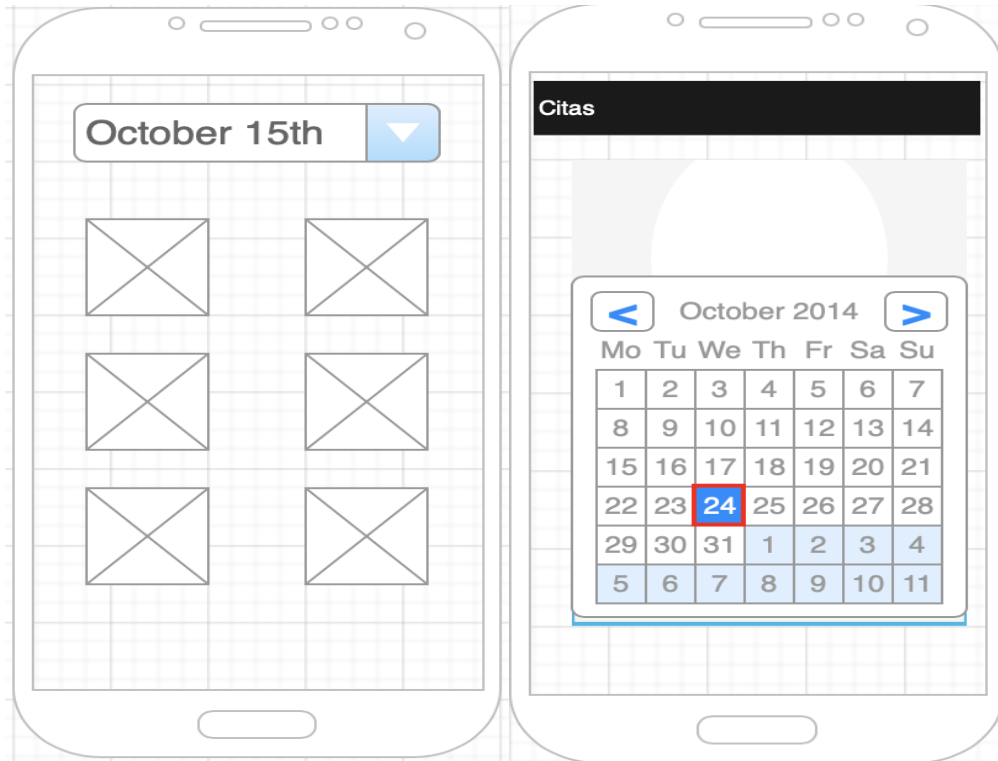 October 15th
Citas
< October 2014 >
Mo Tu We Th Fr Sa Su
1 2 3 4 5 6 7
8 9 10 11 12 13 14
15 16 17 18 19 20 21
22 23 24 25 26 27 28
29 30 31 1 2 3 4
5 6 7 8 9 10 11